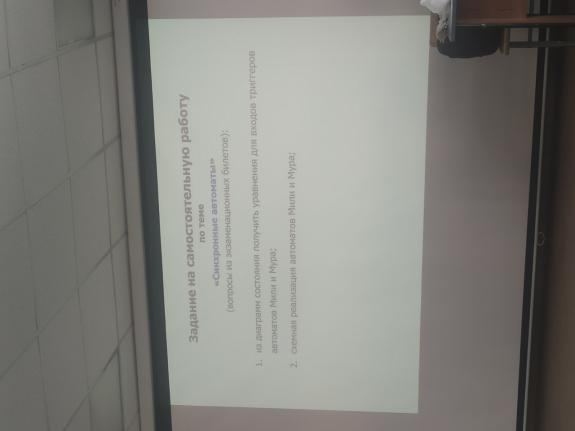 Задание на самостоятельную работу
по теме
«Синхронные автоматы»
(вопросы из экзаменационных билетов):
1. из диаграмм состояния получить уравнения для входов триггеров
автоматов Мили и Мура;
2. схемная реализация автоматов Мили и Мура;